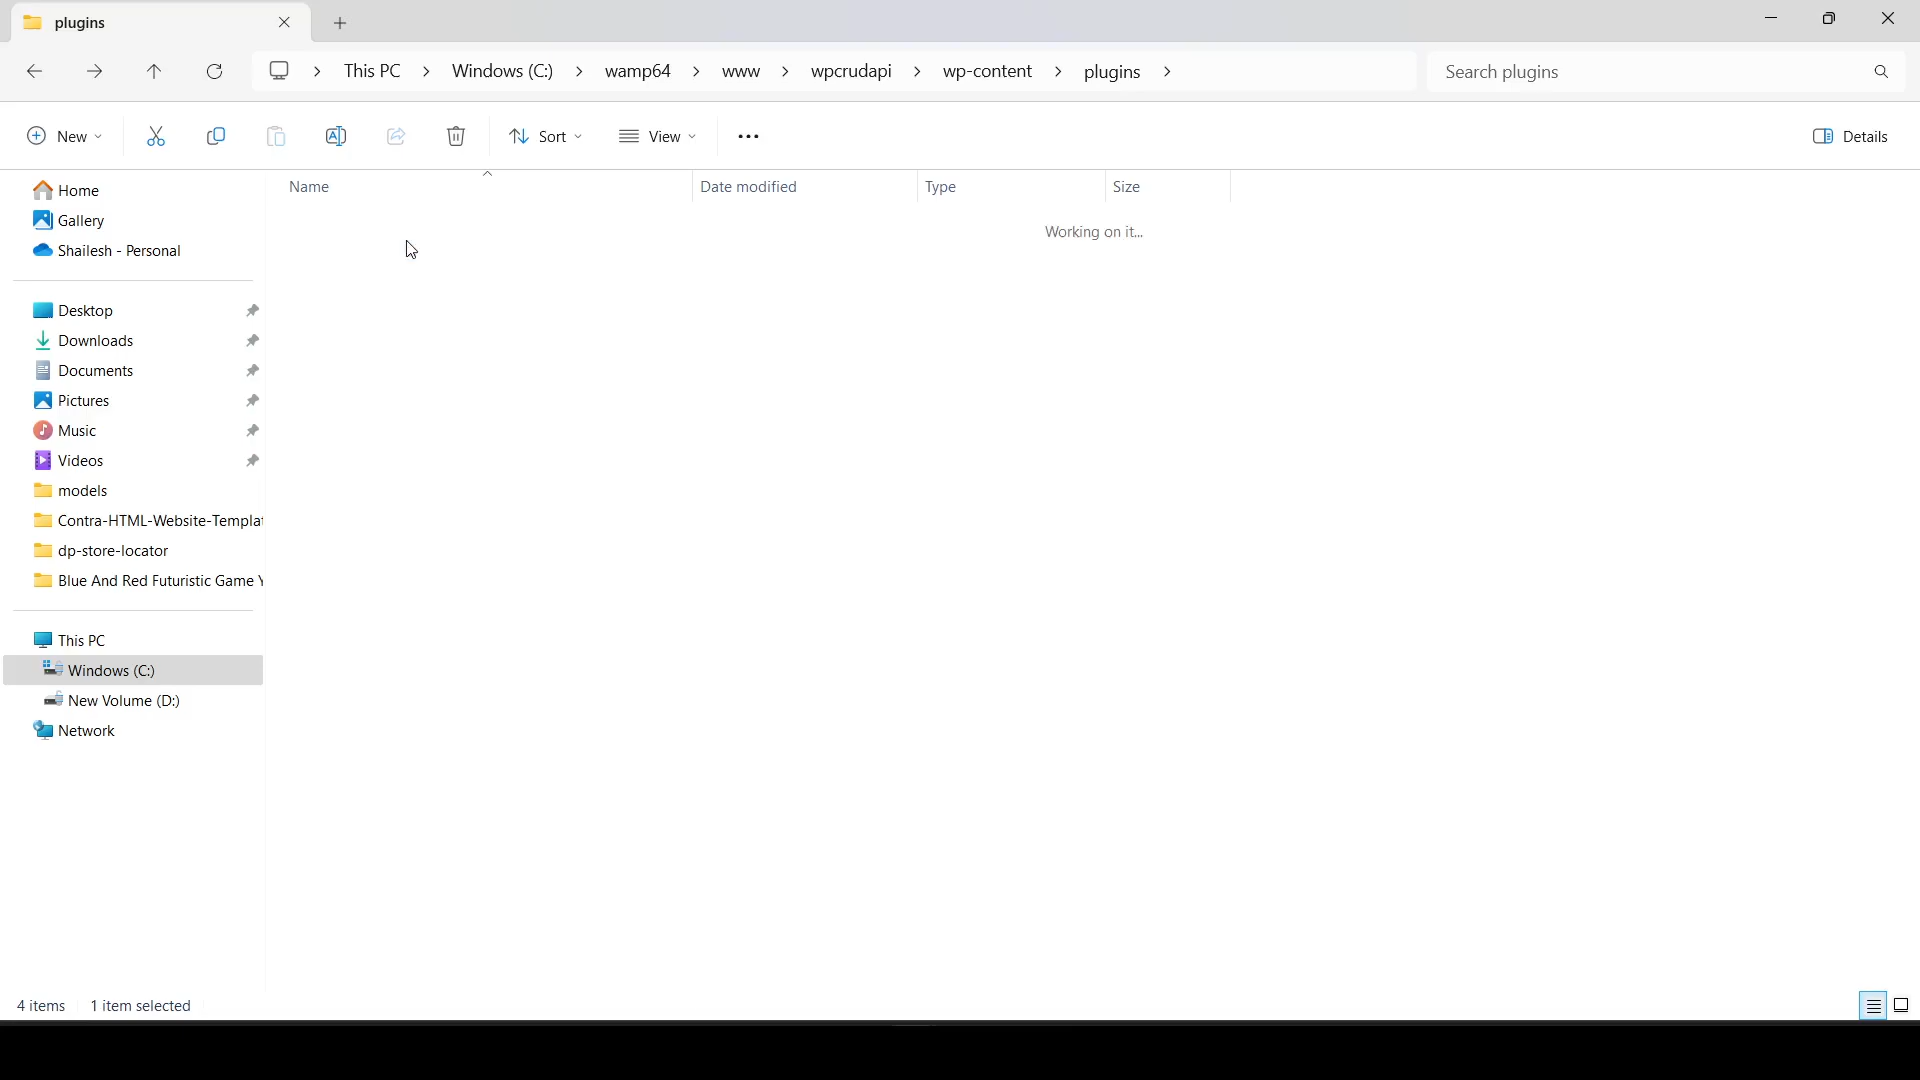 plugins
This PC > Windows (C:) > wamp64 > www > wpcrudapi > wp-content > plugins >
Search plugins
New
Sort
View
Details
Name
Date modified
Type
Size
Working on it...
Home
Gallery
Shailesh - Personal
Desktop
Downloads
Documents
Pictures
Music
Videos
models
Contra-HTML-Website-Templat
dp-store-locator
Blue And Red Futuristic Game Y
This PC
Windows (C:)
New Volume (D:)
Network
4 items 1 item selected